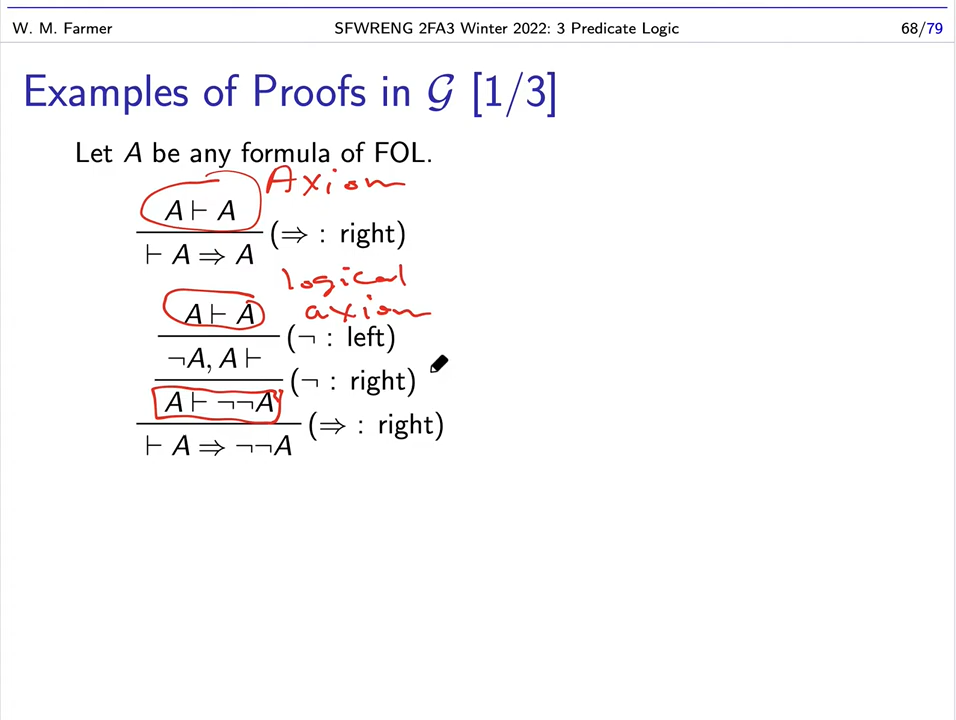 W. M. Farmer SFWRENG 2FA3 Winter 2022: 3 Predicate Logic 68/79
Examples of Proofs in 𝒢 [1/3]
Let A be any formula of FOL.
Axiom
A ⊢ A
(⇒ : right)
⊢ A ⇒ A
logical
axiom
A ⊢ A
(¬ : left)
¬A, A ⊢
(¬ : right)
A ⊢ ¬¬A
(⇒ : right)
⊢ A ⇒ ¬¬A